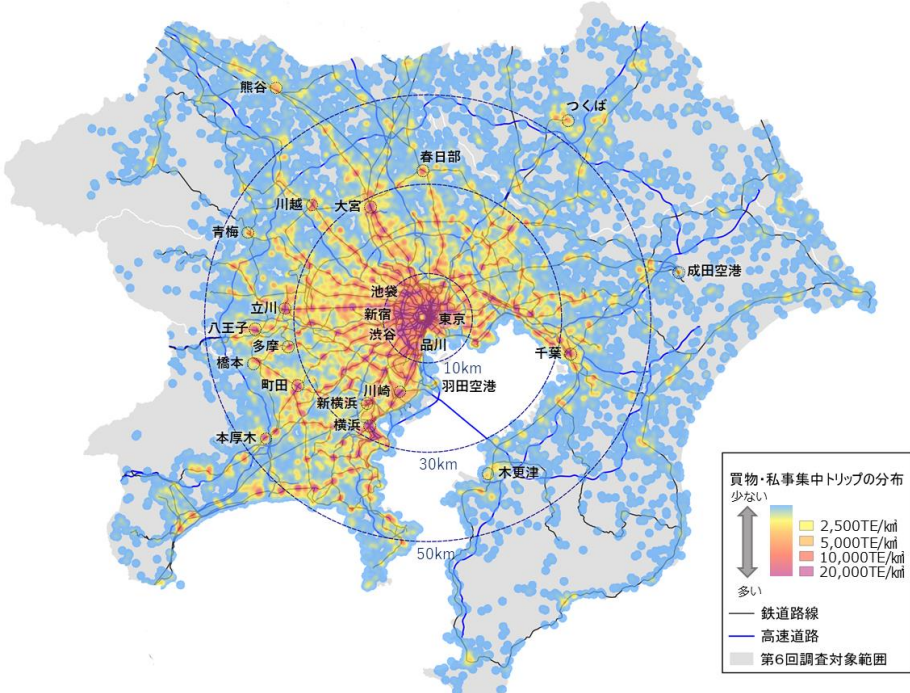 熊谷
つくば
春日部
川越
大宮
青梅
成田空港
池袋
立川
新宿
東京
八王子
渋谷
多摩
品川
千葉
橋本
10km
町田
川崎
羽田空港
新横浜
横浜
本厚木
30km
木更津
50km
買物・私事集中トリップの分布
少ない
2,500TE/㎢
5,000TE/㎢
10,000TE/㎢
20,000TE/㎢
多い
鉄道路線
高速道路
第6回調査対象範囲